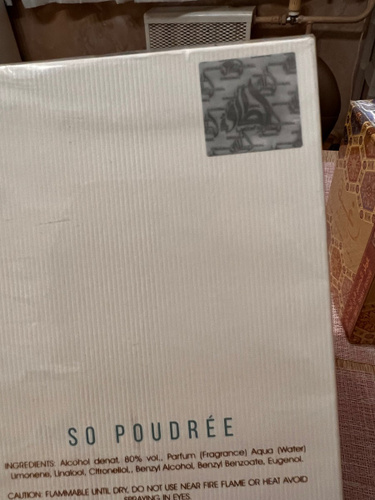 SO POUDRÉE
INGREDIENTS: Alcohol denat. 80% vol., Parfum (Fragrance) Aqua (Water)
Limonene, Linalool, Citronellol., Benzyl Alcohol, Benzyl Benzoate, Eugenol.
CAUTION: FLAMMABLE UNTIL DRY, DO NOT USE NEAR FIRE FLAME OR HEAT AVOID
SPRAYING IN EYES